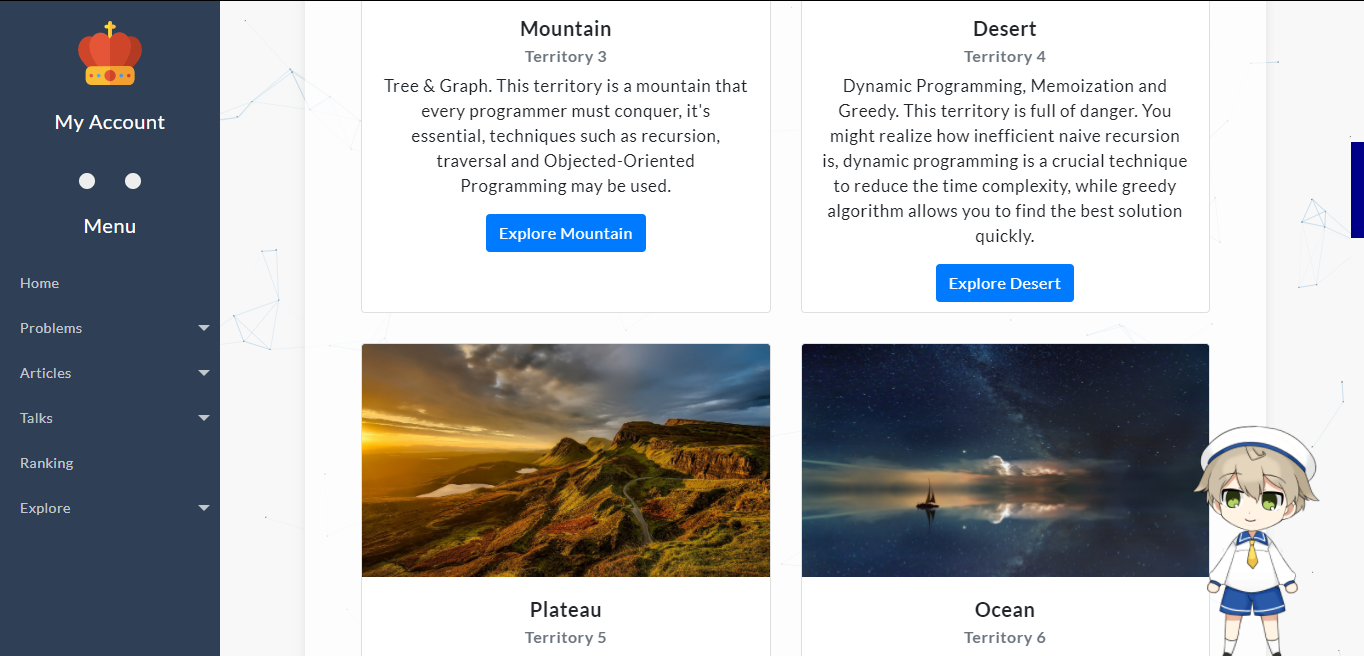 My Account
Menu
Home
Problems
Articles
Talks
Ranking
Explore
Mountain
Territory 3
Tree & Graph. This territory is a mountain that
every programmer must conquer, it's
essential, techniques such as recursion,
traversal and Objected-Oriented
Programming may be used.
Explore Mountain
Desert
Territory 4
Dynamic Programming, Memoization and
Greedy. This territory is full of danger. You
might realize how inefficient naive recursion
is, dynamic programming is a crucial technique
to reduce the time complexity, while greedy
algorithm allows you to find the best solution
quickly.
Explore Desert
Plateau
Territory 5
Ocean
Territory 6